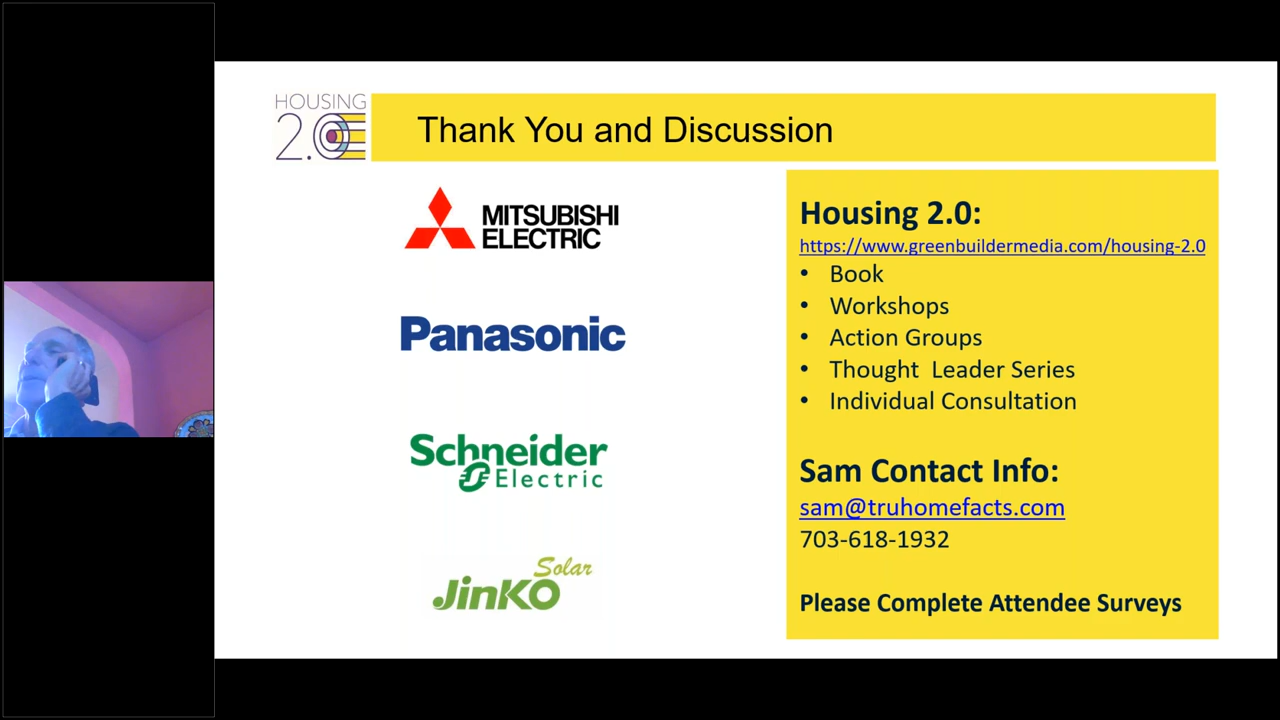 HOUSING
2.0
Thank You and Discussion
MITSUBISHI
ELECTRIC
Panasonic
Schneider
Electric
Solar
JinKO
Housing 2.0:
https://www.greenbuildermedia.com/housing-2.0
• Book
• Workshops
• Action Groups
• Thought Leader Series
• Individual Consultation
Sam Contact Info:
sam@truhomefacts.com
703-618-1932
Please Complete Attendee Surveys